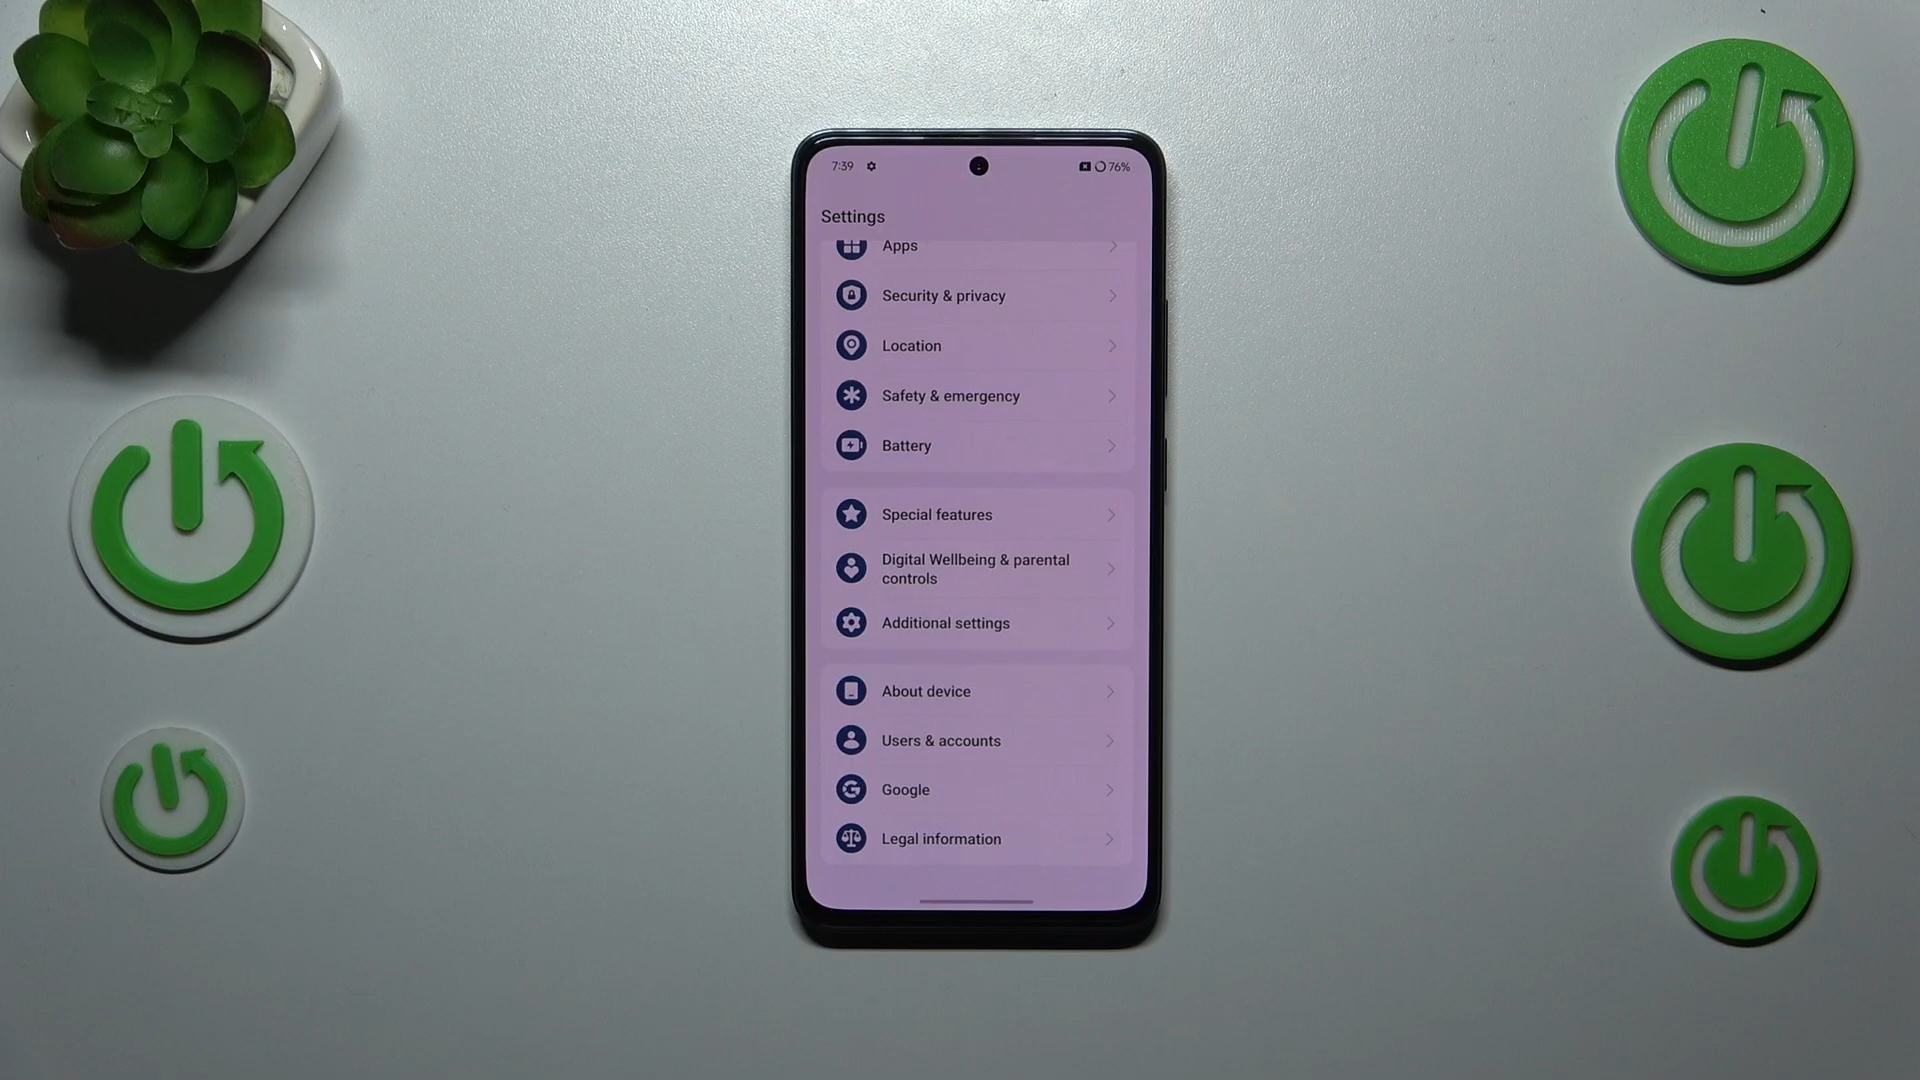 7:39
76%
Settings
Apps
Security & privacy
Location
Safety & emergency
Battery
Special features
Digital Wellbeing & parental
controls
Additional settings
About device
Users & accounts
Google
Legal information